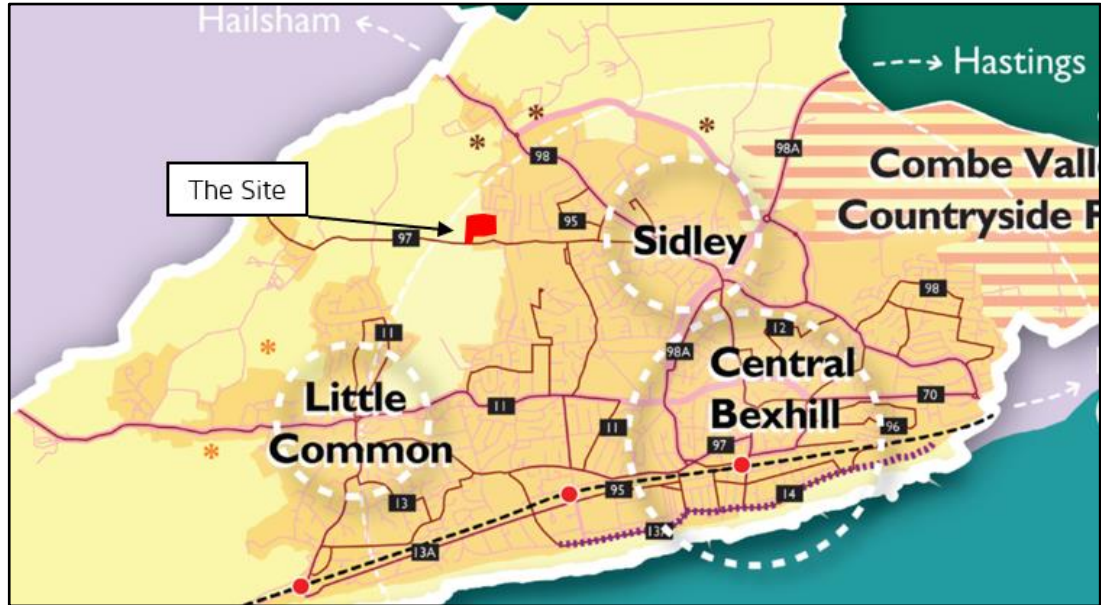 Hailsham
Hastings
98A
98
Combe Vall
Countryside F
The Site
95
97
Sidley
98
11
12
98A
Central
Bexhill
Little
Common
11
70
11
96
97
95
14
13
13A
13A